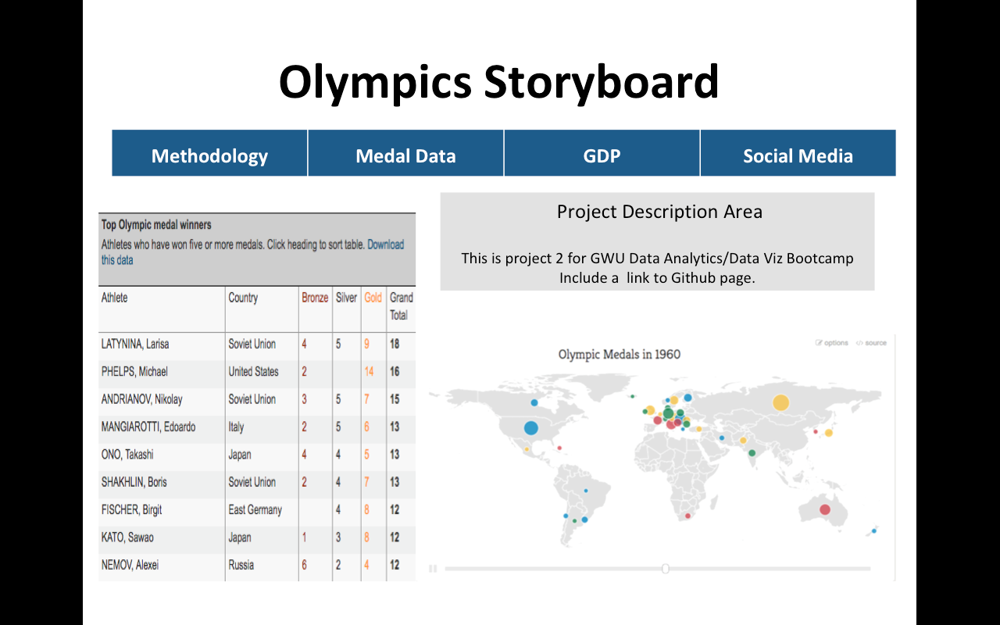 Olympics Storyboard
Methodology Medal Data GDP Social Media
Top Olympic medal winners
Athletes who have won five or more medals. Click heading to sort table. Download
this data
Athlete Country Bronze Silver Gold Grand
Total
LATYNINA, Larisa Soviet Union 4 5 9 18
PHELPS, Michael United States 2 14 16
ANDRIANOV, Nikolay Soviet Union 3 5 7 15
MANGIAROTTI, Edoardo Italy 2 5 6 13
ONO, Takashi Japan 4 4 5 13
SHAKHLIN, Boris Soviet Union 2 4 7 13
FISCHER, Birgit East Germany 4 8 12
KATO, Sawao Japan 1 3 8 12
NEMOV, Alexei Russia 6 2 4 12
Project Description Area
This is project 2 for GWU Data Analytics/Data Viz Bootcamp
Include a  link to Github page.
options </> source
Olympic Medals in 1960